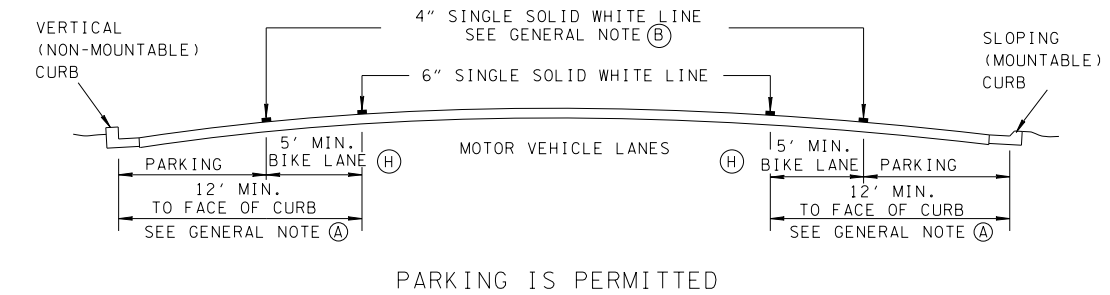 4" SINGLE SOLID WHITE LINE
SEE GENERAL NOTE B
VERTICAL
(NON-MOUNTABLE)
CURB
SLOPING
(MOUNTABLE)
CURB
6" SINGLE SOLID WHITE LINE
PARKING
5' MIN.
BIKE LANE H
MOTOR VEHICLE LANES
H
5' MIN.
BIKE LANE
PARKING
12' MIN.
TO FACE OF CURB
SEE GENERAL NOTE A
12' MIN.
TO FACE OF CURB
SEE GENERAL NOTE A
PARKING IS PERMITTED